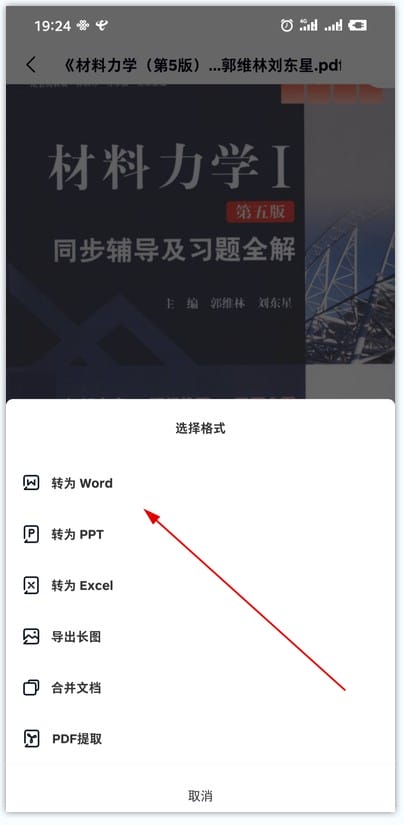 19:24
4G
《材料力学（第5版）...郭维林刘东星.pdf
材料力学I
第五版
同步辅导及习题全解
主 编 郭维林 刘东星
选择格式
转为 Word
转为 PPT
转为 Excel
导出长图
合并文档
PDF提取
取消